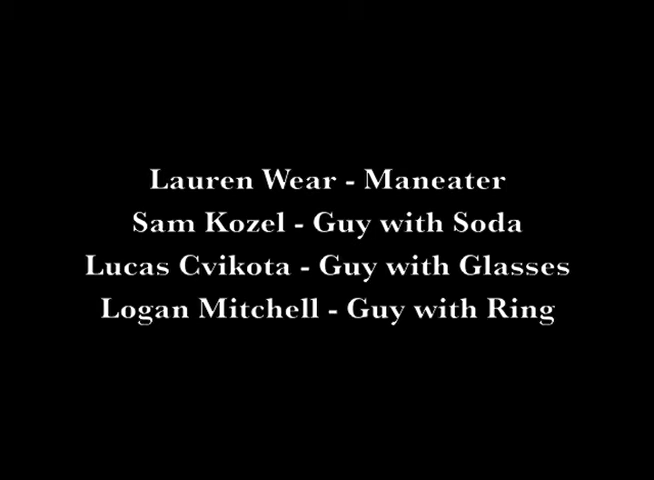 Lauren Wear - Maneater
Sam Kozel - Guy with Soda
Lucas Cvikota - Guy with Glasses
Logan Mitchell - Guy with Ring